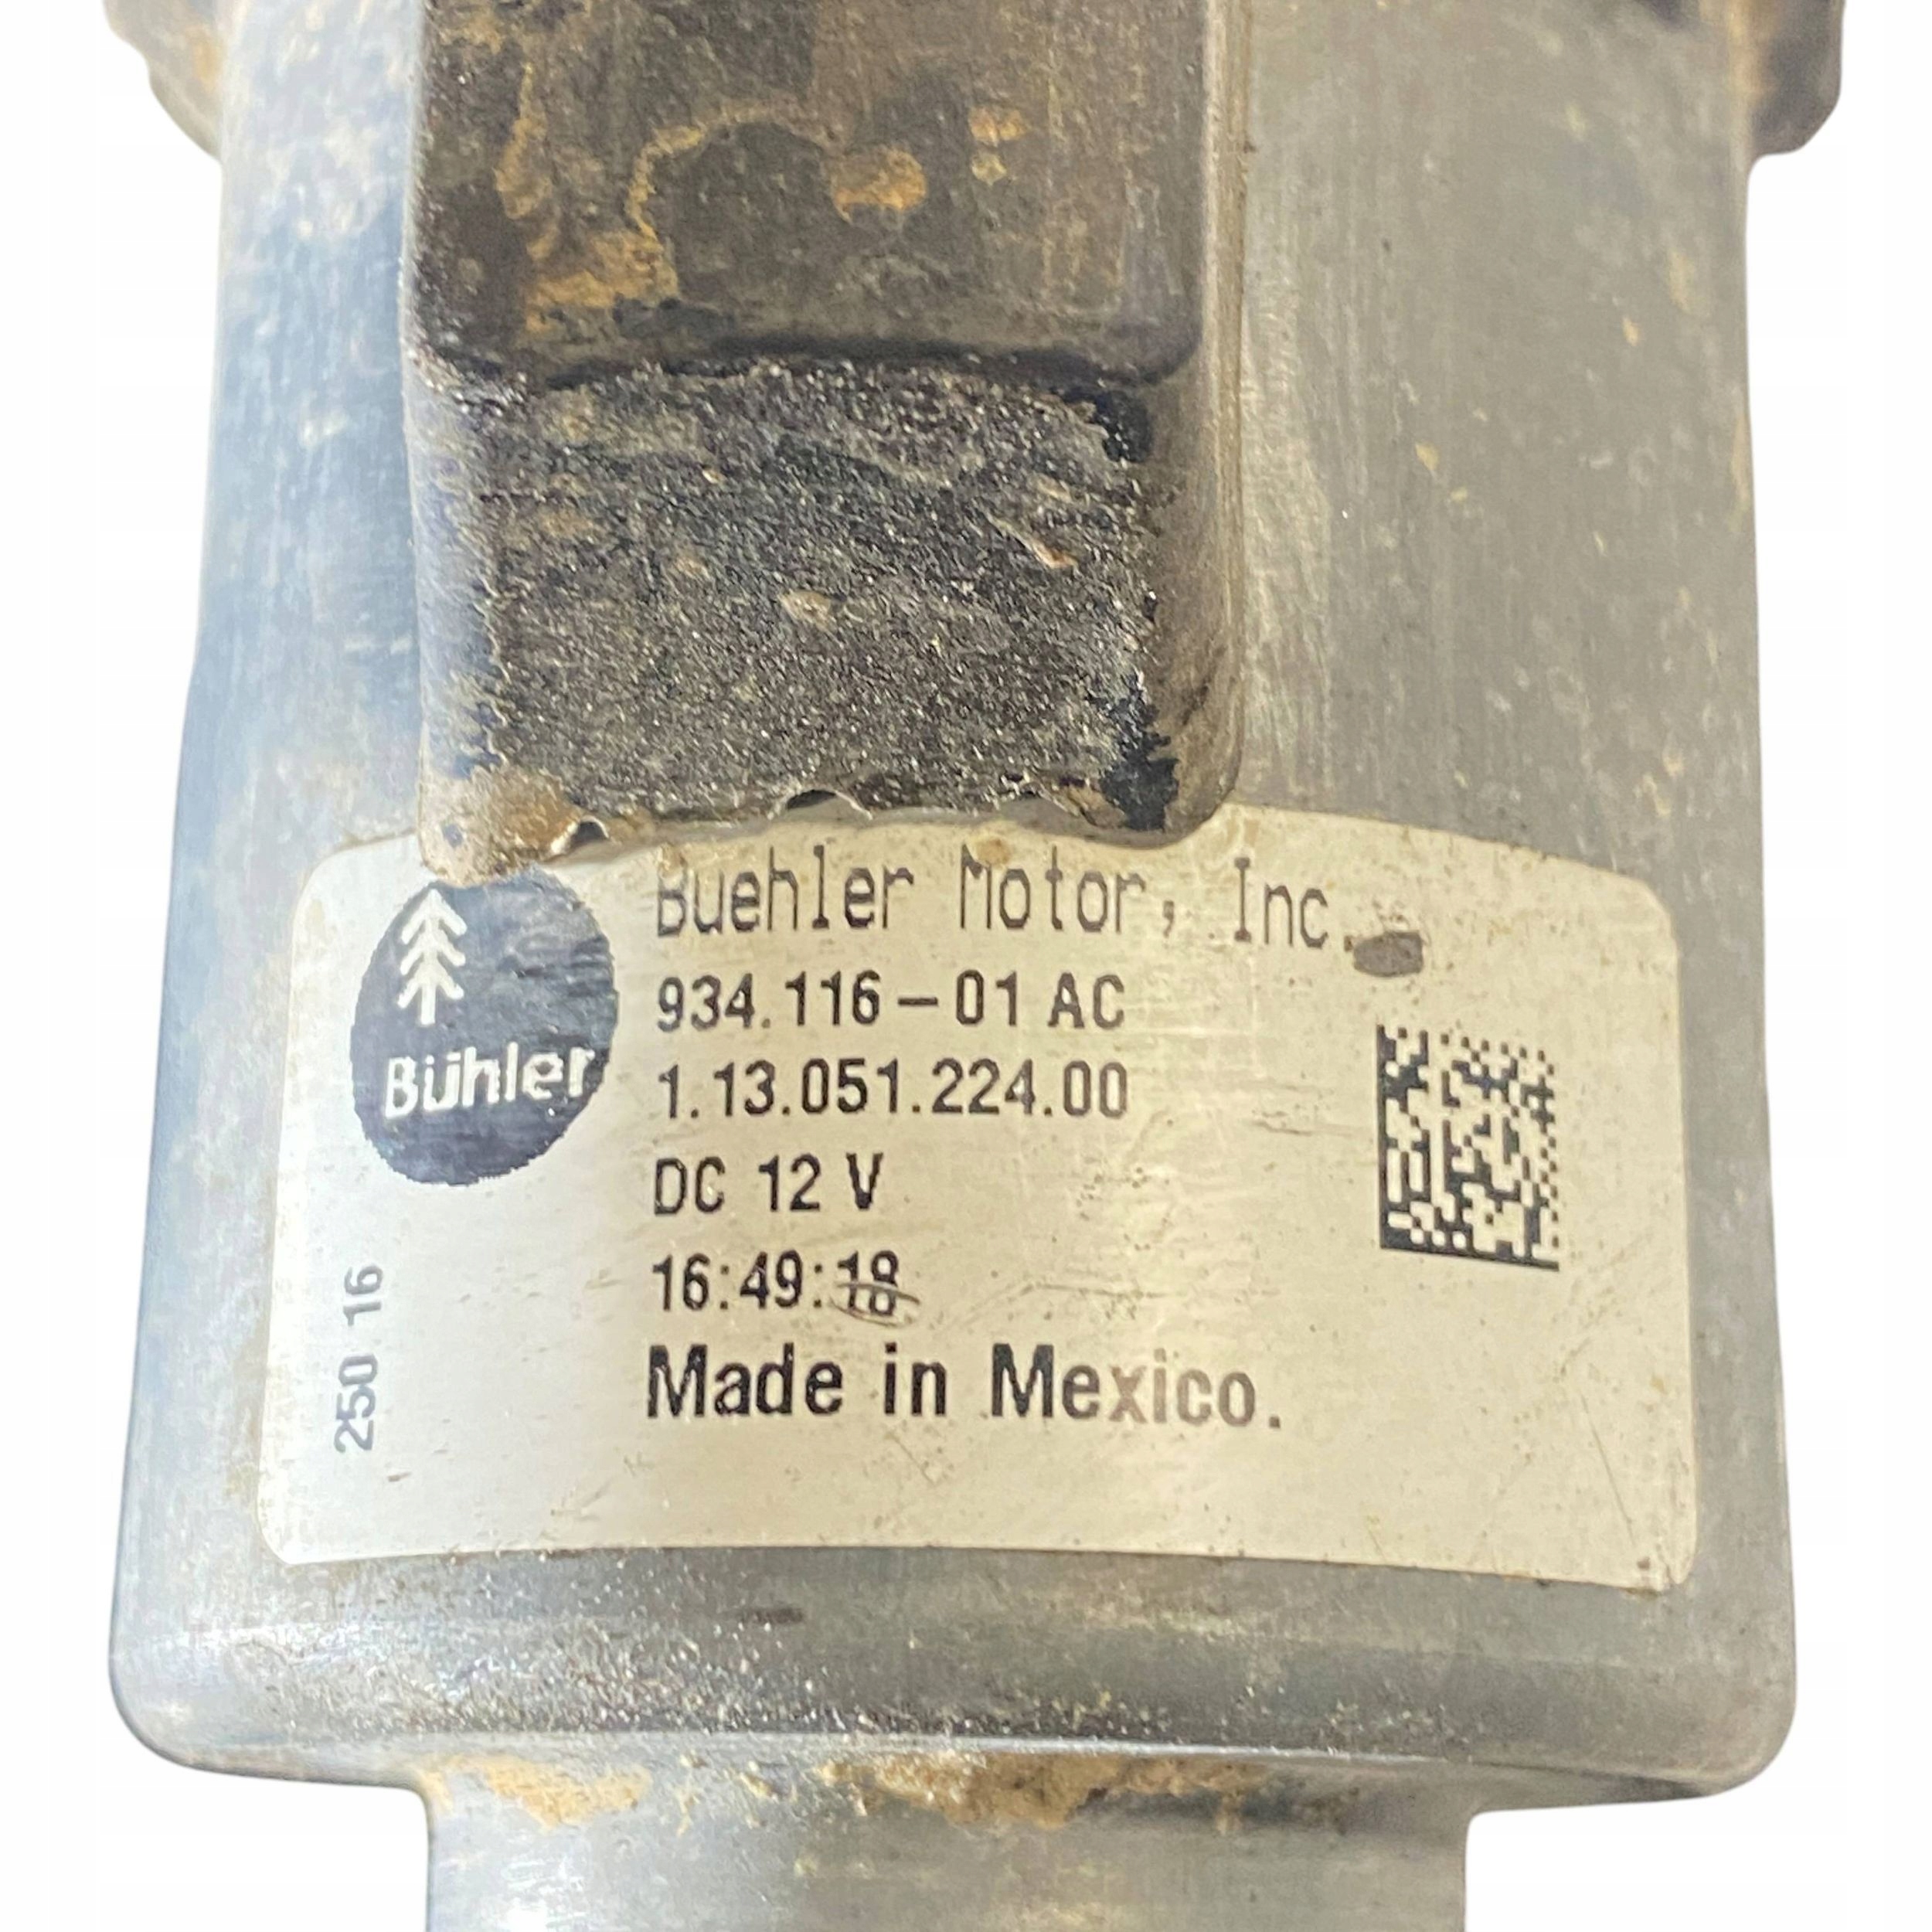 Buehler Motor, Inc.
Bühler
934.116-01 AC
1.13.051.224.00
DC 12 V
16:49:18
Made in Mexico.
250 16